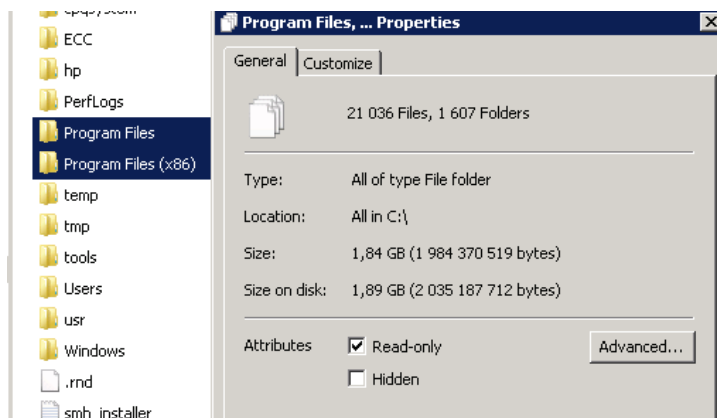 cpqsystem
ECC
hp
PerfLogs
Program Files
Program Files (x86)
temp
tmp
tools
Users
usr
Windows
.rnd
smh_installer
Program Files, ... Properties
General
Customize
21 036 Files, 1 607 Folders
Type: All of type File folder
Location: All in C:\
Size: 1,84 GB (1 984 370 519 bytes)
Size on disk: 1,89 GB (2 035 187 712 bytes)
Attributes
Read-only
Advanced...
Hidden